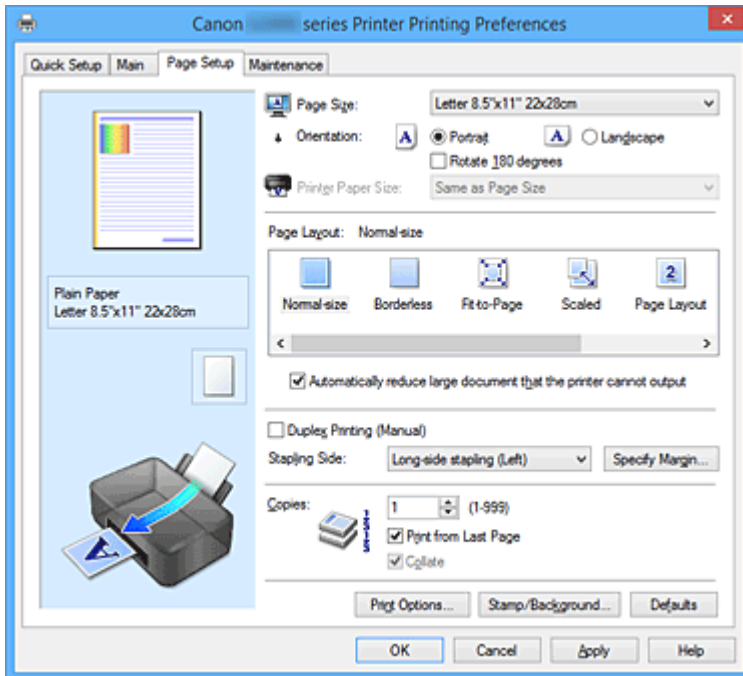 Canon series Printer Printing Preferences
Quick Setup Main Page Setup Maintenance
Page Size: Letter 8.5"x11" 22x28cm
Orientation: A Portrait A Landscape
Rotate 180 degrees
Printer Paper Size: Same as Page Size
Page Layout: Normal-size
Normal-size Borderless Fit-to-Page Scaled 2 Page Layout
Automatically reduce large document that the printer cannot output
Plain Paper
Letter 8.5"x11" 22x28cm
Duplex Printing (Manual)
Stapling Side: Long-side stapling (Left) Specify Margin...
Copies: 1 (1-999)
Print from Last Page
Collate
A
Print Options... Stamp/Background... Defaults
OK Cancel Apply Help